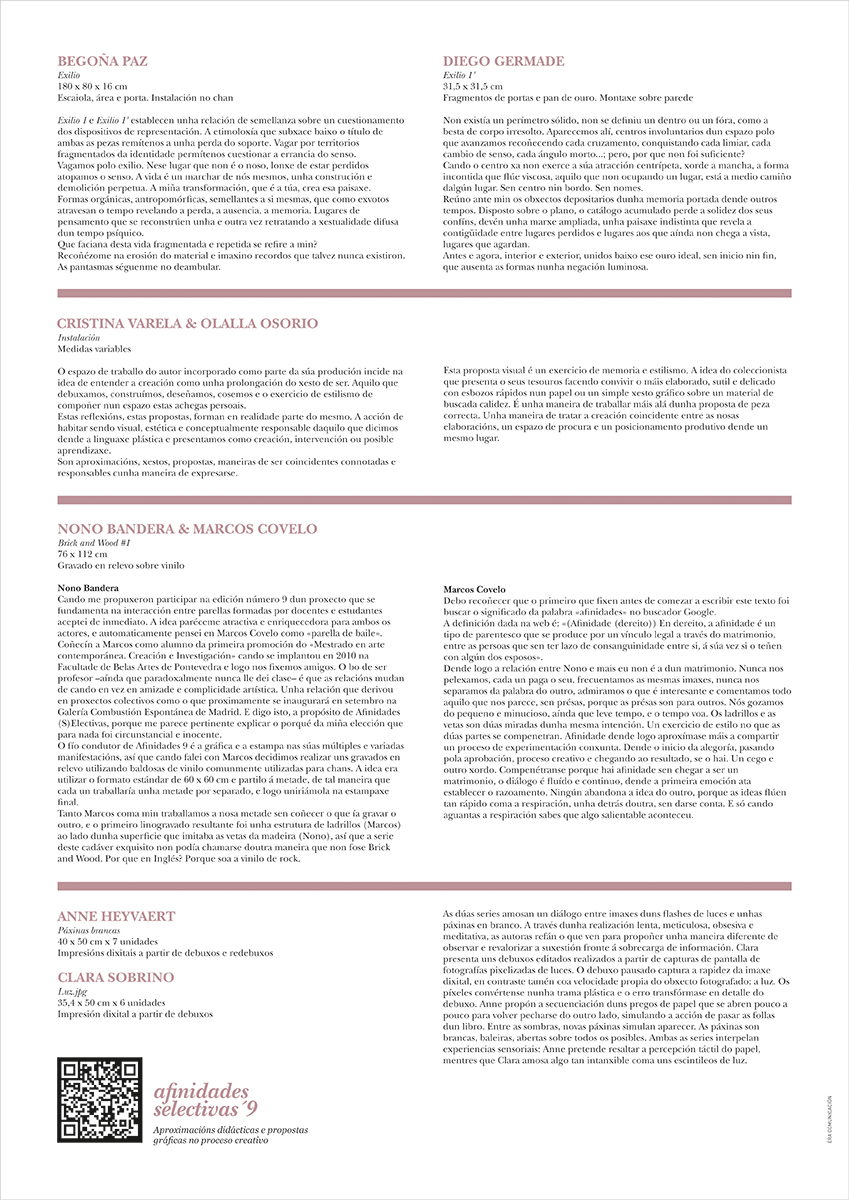 BEGOÑA PAZ
Exilio
180 x 80 x 16 cm
Escaiola, área e porta. Instalación no chan
Exilio 1 e Exilio 1' establecen unha relación de semellanza sobre un cuestionamento
dos dispositivos de representación. A etimoloxía que subxace baixo o título de
ambas as pezas remítenos a unha perda do soporte. Vagar por territorios
fragmentados da identidade permítenos cuestionar a errancia do senso.
Vagamos polo exilio. Nese lugar que non é o noso, lonxe de estar perdidos
atopamos o senso. A vida é un marchar de nós mesmos, unha construción e
demolición perpetua. A miña transformación, que é a túa, crea esa paisaxe.
Formas orgánicas, antropomórficas, semellantes a si mesmas, que como exvotos
atravesan o tempo revelando a perda, a ausencia, a memoria. Lugares de
pensamento que se reconstrúen unha e outra vez retratando a xestualidade difusa
dun tempo psíquico.
Que faciana desta vida fragmentada e repetida se refire a min?
Recoñézome na erosión do material e imaxino recordos que talvez nunca existiron.
As pantasmas séguenme no deambular.
DIEGO GERMADE
Exilio 1'
31,5 x 31,5 cm
Fragmentos de portas e pan de ouro. Montaxe sobre parede
Non existía un perímetro sólido, non se definiu un dentro ou un fóra, como a
besta de corpo irresolto. Aparecemos alí, centros involuntarios dun espazo polo
que avanzamos recoñecendo cada cruzamento, conquistando cada limiar, cada
cambio de senso, cada ángulo morto...; pero, por que non foi suficiente?
Cando o centro xa non exerce a súa atracción centrípeta, xorde a mancha, a forma
incontida que flúe viscosa, aquilo que non ocupando un lugar, está a medio camiño
dalgún lugar. Sen centro nin bordo. Sen nomes.
Reúno ante min os obxectos depositarios dunha memoria portada dende outros
tempos. Disposto sobre o plano, o catálogo acumulado perde a solidez dos seus
confíns, devén unha marxe ampliada, unha paisaxe indistinta que revela a
contigüidade entre lugares perdidos e lugares aos que aínda non chega a vista,
lugares que agardan.
Antes e agora, interior e exterior, unidos baixo ese ouro ideal, sen inicio nin fin,
que ausenta as formas nunha negación luminosa.
CRISTINA VARELA & OLALLA OSORIO
Instalación
Medidas variables
O espazo de traballo do autor incorporado como parte da súa produción incide na
idea de entender a creación como unha prolongación do xesto de ser. Aquilo que
debuxamos, construímos, deseñamos, cosemos e o exercicio de estilismo de
compoñer nun espazo estas achegas persoais.
Estas reflexións, estas propostas, forman en realidade parte do mesmo. A acción de
habitar sendo visual, estética e conceptualmente responsable daquilo que dicimos
dende a linguaxe plástica e presentamos como creación, intervención ou posible
aprendizaxe.
Son aproximacións, xestos, propostas, maneiras de ser coincidentes connotadas e
responsables cunha maneira de expresarse.
Esta proposta visual é un exercicio de memoria e estilismo. A idea do coleccionista
que presenta o seus tesouros facendo convivir o máis elaborado, sutil e delicado
con esbozos rápidos nun papel ou un simple xesto gráfico sobre un material de
buscada calidez. É unha maneira de traballar máis alá dunha proposta de peza
correcta. Unha maneira de tratar a creación coincidente entre as nosas
elaboracións, un espazo de procura e un posicionamento produtivo dende un
mesmo lugar.
NONO BANDERA & MARCOS COVELO
Brick and Wood #1
76 x 112 cm
Gravado en relevo sobre vinilo
Nono Bandera
Cando me propuxeron participar na edición número 9 dun proxecto que se
fundamenta na interacción entre parellas formadas por docentes e estudantes
aceptei de inmediato. A idea paréceme atractiva e enriquecedora para ambos os
actores, e automaticamente pensei en Marcos Covelo como «parella de baile».
Coñecín a Marcos como alumno da primeira promoción do «Mestrado en arte
contemporánea. Creación e Investigación» cando se implantou en 2010 na
Facultade de Belas Artes de Pontevedra e logo nos fixemos amigos. O bo de ser
profesor –aínda que paradoxalmente nunca lle dei clase– é que as relacións mudan
de cando en vez en amizade e complicidade artística. Unha relación que derivou
en proxectos colectivos como o que proximamente se inaugurará en setembro na
Galería Combustión Espontánea de Madrid. E digo isto, a propósito de Afinidades
(S)Electivas, porque me parece pertinente explicar o porqué da miña elección que
para nada foi circunstancial e inocente.
O fío condutor de Afinidades 9 é a gráfica e a estampa nas súas múltiples e variadas
manifestacións, así que cando falei con Marcos decidimos realizar uns gravados en
relevo utilizando baldosas de vinilo comunmente utilizadas para chans. A idea era
utilizar o formato estándar de 60 x 60 cm e partilo á metade, de tal maneira que
cada un traballaría unha metade por separado, e logo uniriámola na estampaxe
final.
Tanto Marcos coma min traballamos a nosa metade sen coñecer o que ía gravar o
outro, e o primeiro linogravado resultante foi unha estrutura de ladrillos (Marcos)
ao lado dunha superficie que imitaba as vetas da madeira (Nono), así que a serie
deste cadáver exquisito non podía chamarse doutra maneira que non fose Brick
and Wood. Por que en Inglés? Porque soa a vinilo de rock.
Marcos Covelo
Debo recoñecer que o primeiro que fixen antes de comezar a escribir este texto foi
buscar o significado da palabra «afinidades» no buscador Google.
A definición dada na web é: «(Afinidade (dereito)) En dereito, a afinidade é un
tipo de parentesco que se produce por un vínculo legal a través do matrimonio,
entre as persoas que sen ter lazo de consanguinidade entre si, á súa vez si o teñen
con algún dos esposos».
Dende logo a relación entre Nono e mais eu non é a dun matrimonio. Nunca nos
pelexamos, cada un paga o seu, frecuentamos as mesmas imaxes, nunca nos
separamos da palabra do outro, admiramos o que é interesante e comentamos todo
aquilo que nos parece, sen présas, porque as présas son para outros. Nós gozamos
do pequeno e minucioso, aínda que leve tempo, e o tempo voa. Os ladrillos e as
vetas son dúas miradas dunha mesma intención. Un exercicio de estilo no que as
dúas partes se compenetran. Afinidade dende logo aproxímase máis a compartir
un proceso de experimentación conxunta. Dende o inicio da alegoría, pasando
pola aprobación, proceso creativo e chegando ao resultado, se o hai. Un cego e
outro xordo. Compenétranse porque hai afinidade sen chegar a ser un
matrimonio, o diálogo é fluído e continuo, dende a primeira emoción ata
establecer o razoamento. Ningún abandona a idea do outro, porque as ideas flúen
tan rápido coma a respiración, unha detrás doutra, sen darse conta. E só cando
aguantas a respiración sabes que algo salientable aconteceu.
ANNE HEYVAERT
Páxinas brancas
40 x 50 cm x 7 unidades
Impresións dixitais a partir de debuxos e redebuxos
CLARA SOBRINO
Luz.jpg
35,4 x 50 cm x 6 unidades
Impresión dixital a partir de debuxos
As dúas series amosan un diálogo entre imaxes duns flashes de luces e unhas
páxinas en branco. A través dunha realización lenta, meticulosa, obsesiva e
meditativa, as autoras refán o que ven para propoñer unha maneira diferente de
observar e revalorizar a suxestión fronte á sobrecarga de información. Clara
presenta uns debuxos editados realizados a partir de capturas de pantalla de
fotografías pixelizadas de luces. O debuxo pausado captura a rapidez da imaxe
dixital, en contraste tamén coa velocidade propia do obxecto fotografado: a luz. Os
píxeles convértense nunha trama plástica e o erro transfórmase en detalle do
debuxo. Anne propón a secuenciación duns pregos de papel que se abren pouco a
pouco para volver pecharse do outro lado, simulando a acción de pasar as follas
dun libro. Entre as sombras, novas páxinas simulan aparecer. As páxinas son
brancas, baleiras, abertas sobre todos os posibles. Ambas as series interpelan
experiencias sensoriais: Anne pretende resaltar a percepción táctil do papel,
mentres que Clara amosa algo tan intanxible coma uns escintileos de luz.
afinidades
selectivas´9
Aproximacións didácticas e propostas
gráficas no proceso creativo
ERA COMUNICACIÓN